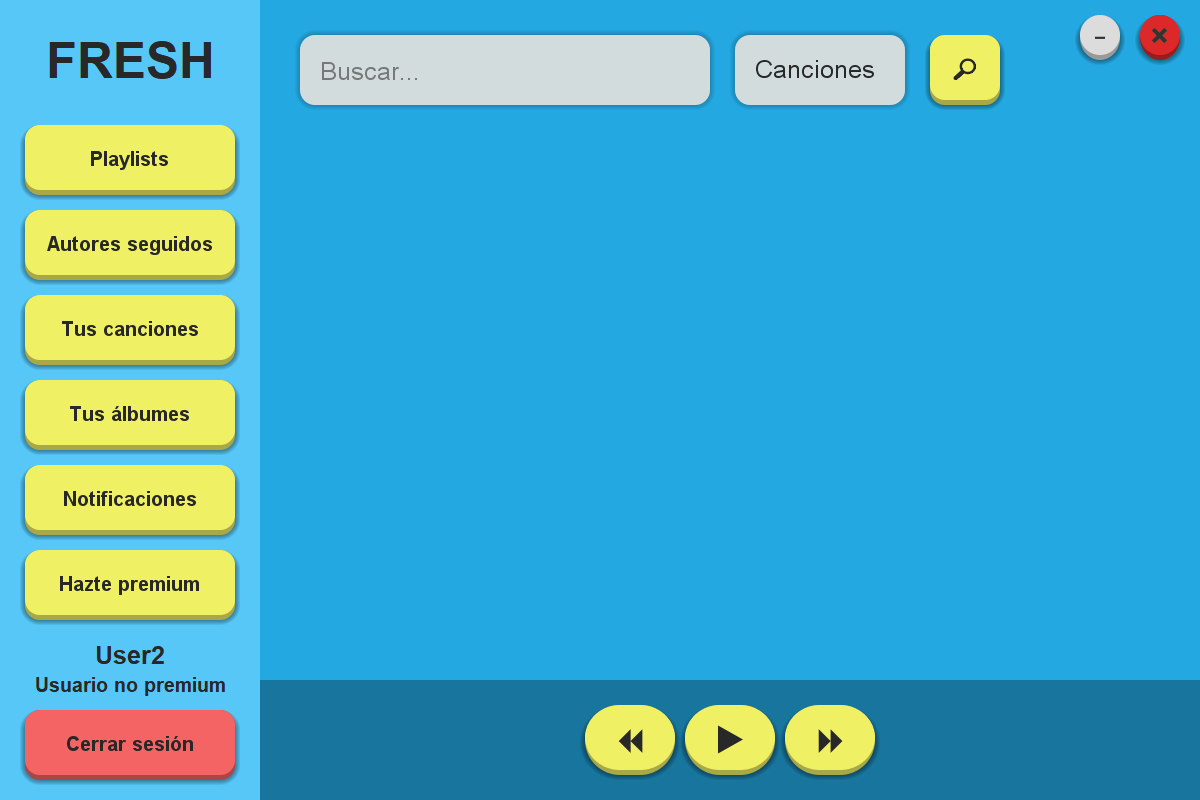 FRESH
Buscar...
Canciones
Playlists
Autores seguidos
Tus canciones
Tus álbumes
Notificaciones
Hazte premium
User2
Usuario no premium
Cerrar sesión